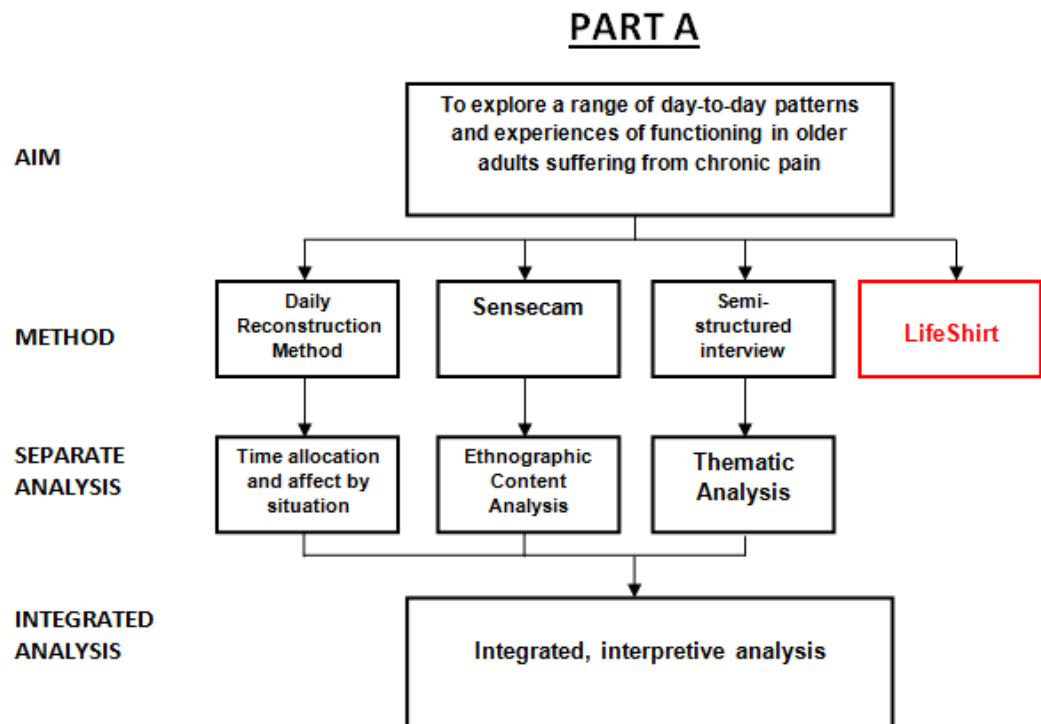 PART A
AIM
To explore a range of day-to-day patterns
and experiences of functioning in older
adults suffering from chronic pain
METHOD
Daily
Reconstruction
Method
Sensecam
Semi-
structured
interview
LifeShirt
SEPARATE
ANALYSIS
Time allocation
and affect by
situation
Ethnographic
Content
Analysis
Thematic
Analysis
INTEGRATED
ANALYSIS
Integrated, interpretive analysis